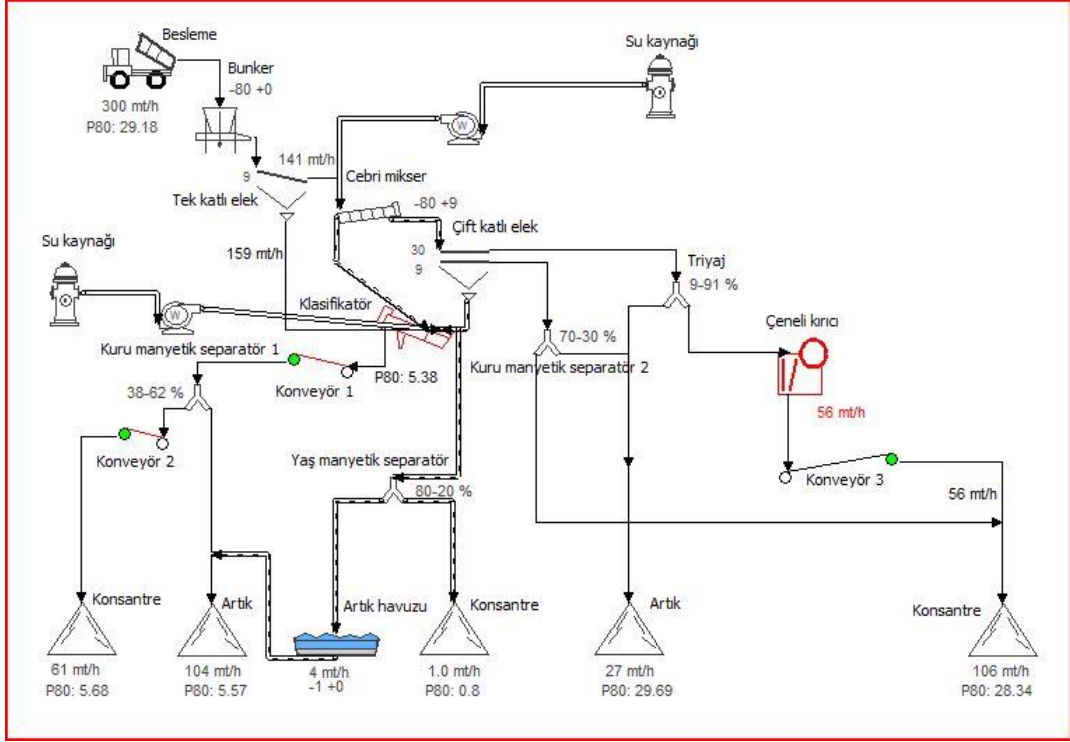 Besleme
Su kaynağı
Bunker
-80 +0
300 mt/h
P80: 29.18
W
141 mt/h
9
Cebri mikser
Tek katlı elek
-80 +9
Çift katlı elek
Su kaynağı
159 mt/h
30
9
Triyaj
9-91 %
Klasifikatör
W
Çeneli kırıcı
Kuru manyetik separatör 1
70-30 %
Kuru manyetik separatör 2
P80: 5.38
38-62 %
Konveyör 1
56 mt/h
Konveyör 2
Yaş manyetik separatör
80-20 %
Konveyör 3
56 mt/h
Konsantre
Artık
Artık havuzu
Konsantre
Artık
Konsantre
61 mt/h
P80: 5.68
104 mt/h
P80: 5.57
4 mt/h
-1 +0
1.0 mt/h
P80: 0.8
27 mt/h
P80: 29.69
106 mt/h
P80: 28.34